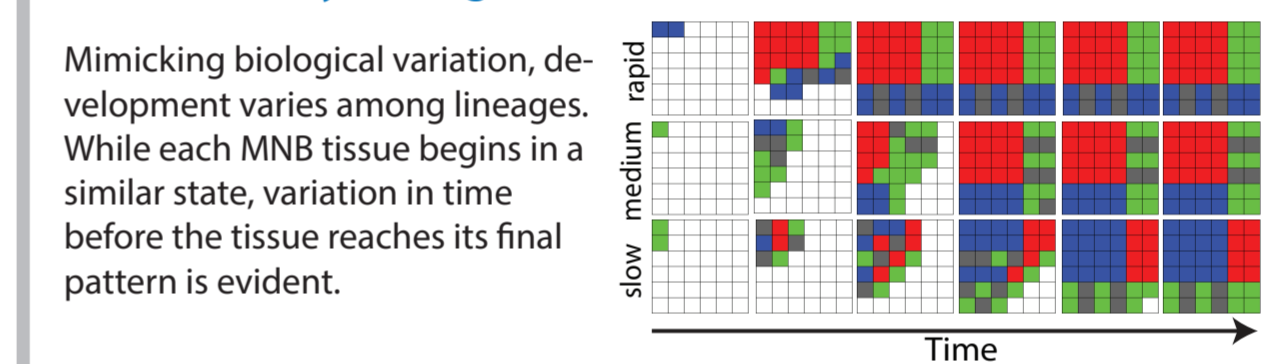 Mimicking biological variation, de-
velopment varies among lineages.
While each MNB tissue begins in a
similar state, variation in time
before the tissue reaches its final
pattern is evident.
rapid
medium
slow
Time